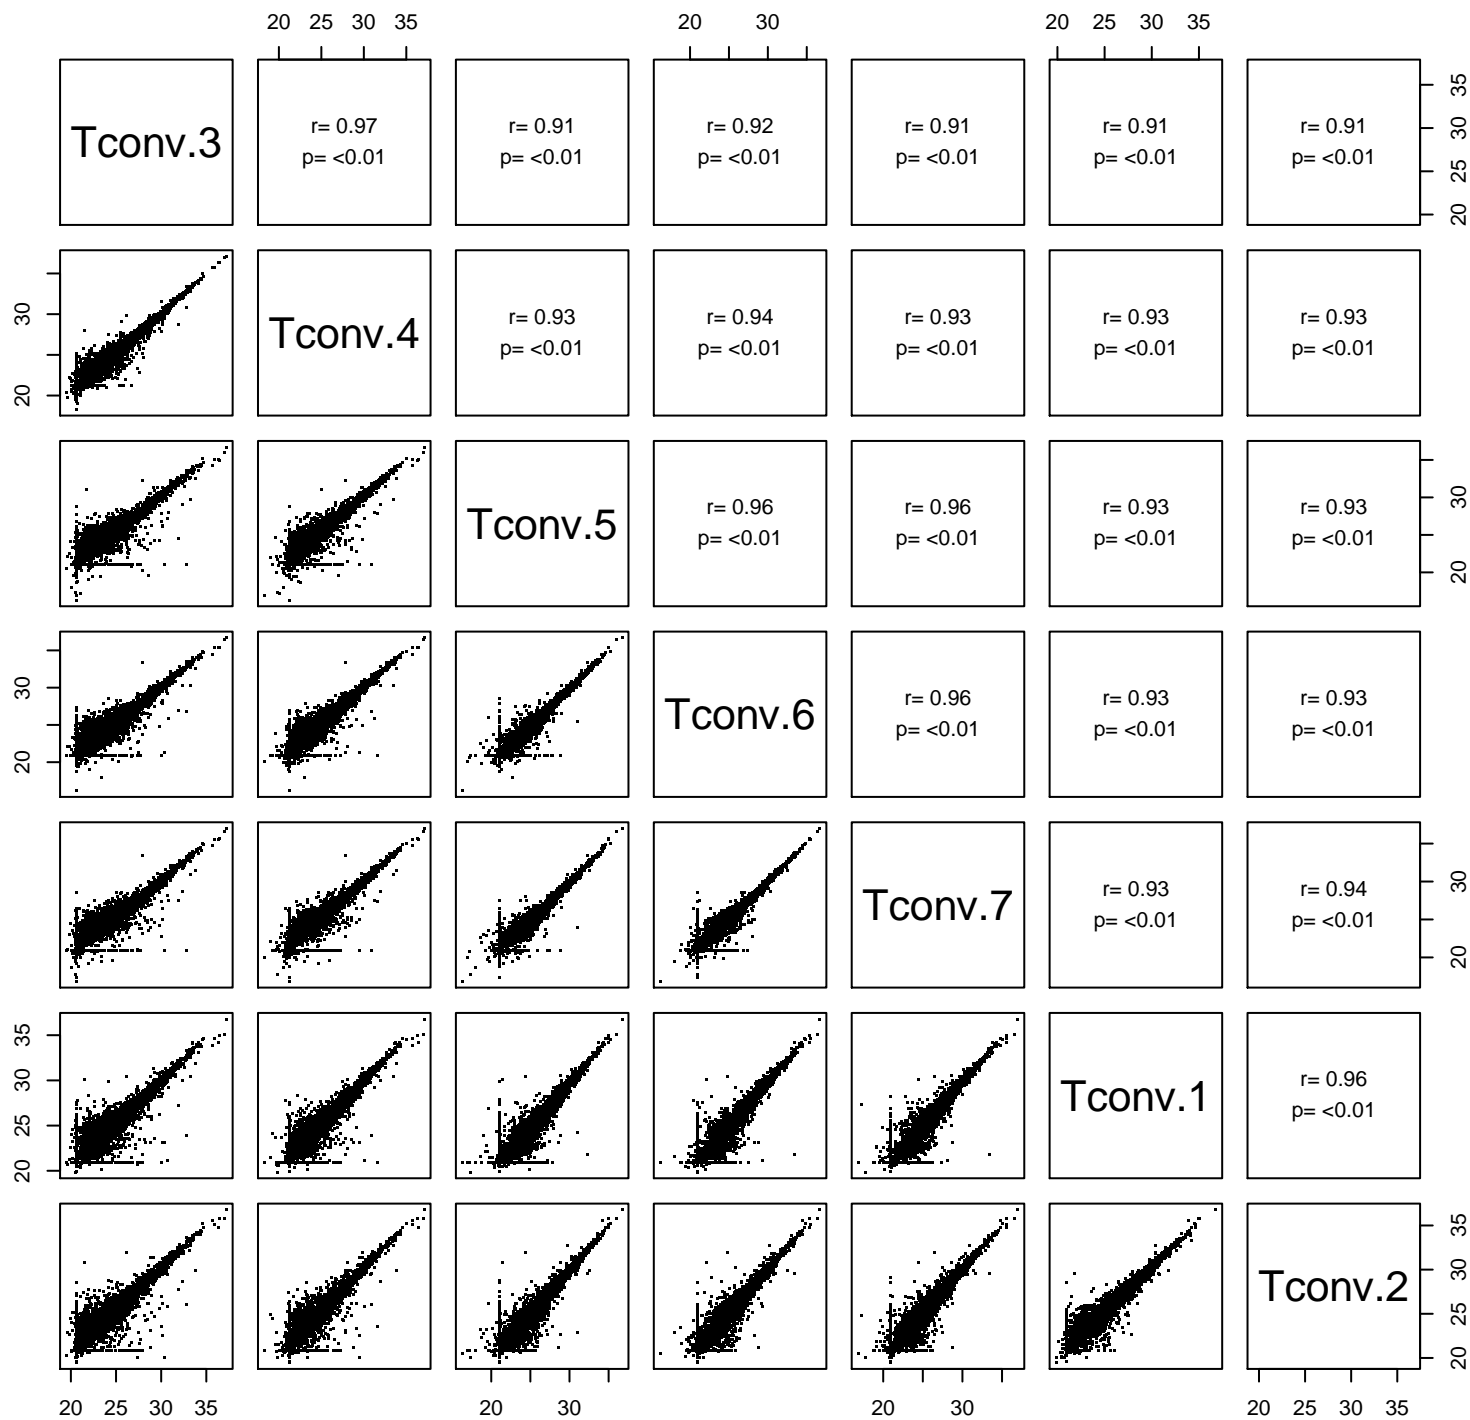 20 25 30 35 20 30 20 25 30 35
Tconv.3 r= 0.97 r= 0.91 r= 0.92 r= 0.91 r= 0.91 r= 0.91
p= <0.01 p= <0.01 p= <0.01 p= <0.01 p= <0.01 p= <0.01
20 25 30 35
20 30
Tconv.4 r= 0.93 r= 0.94 r= 0.93 r= 0.93 r= 0.93
p= <0.01 p= <0.01 p= <0.01 p= <0.01 p= <0.01
Tconv.5 r= 0.96 r= 0.96 r= 0.93 r= 0.93
p= <0.01 p= <0.01 p= <0.01 p= <0.01
20 30
20 30
Tconv.6 r= 0.96 r= 0.93 r= 0.93
p= <0.01 p= <0.01 p= <0.01
Tconv.7 r= 0.93 r= 0.94
p= <0.01 p= <0.01
20 30
20 25 30 35
Tconv.1 r= 0.96
p= <0.01
Tconv.2
20 25 30 35
20 25 30 35 20 30 20 30 20 25 30 35